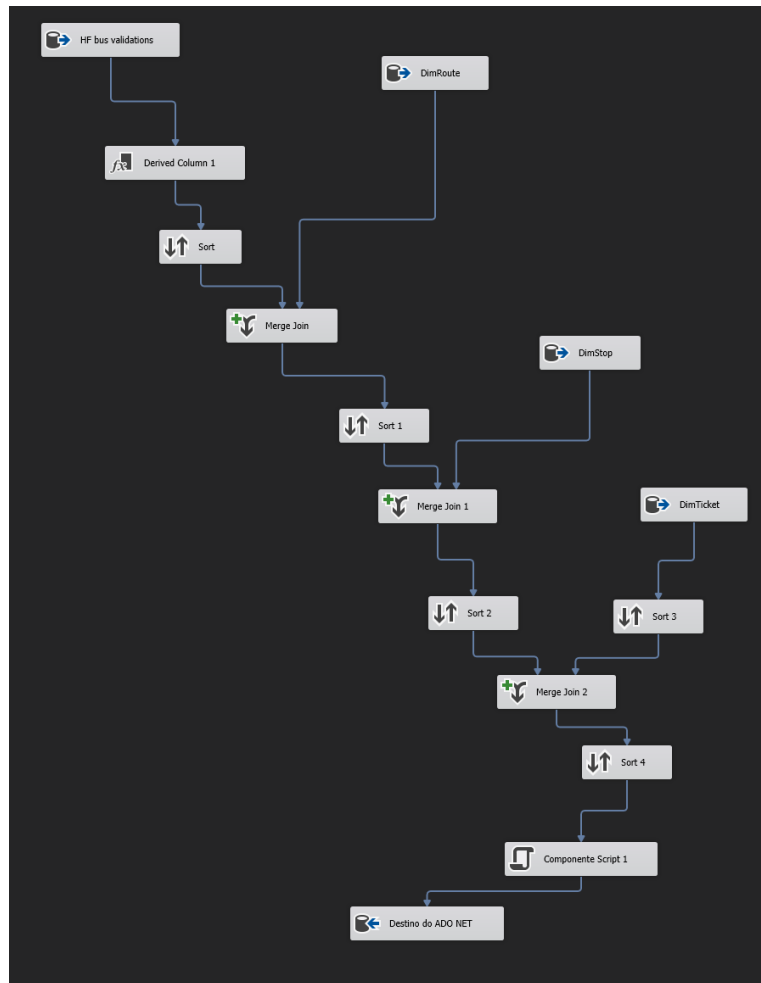 HF bus validations
DimRoute
Derived Column 1
Sort
Merge Join
DimStop
Sort 1
Merge Join 1
DimTicket
Sort 2
Sort 3
Merge Join 2
Sort 4
Componente Script 1
Destino do ADO NET